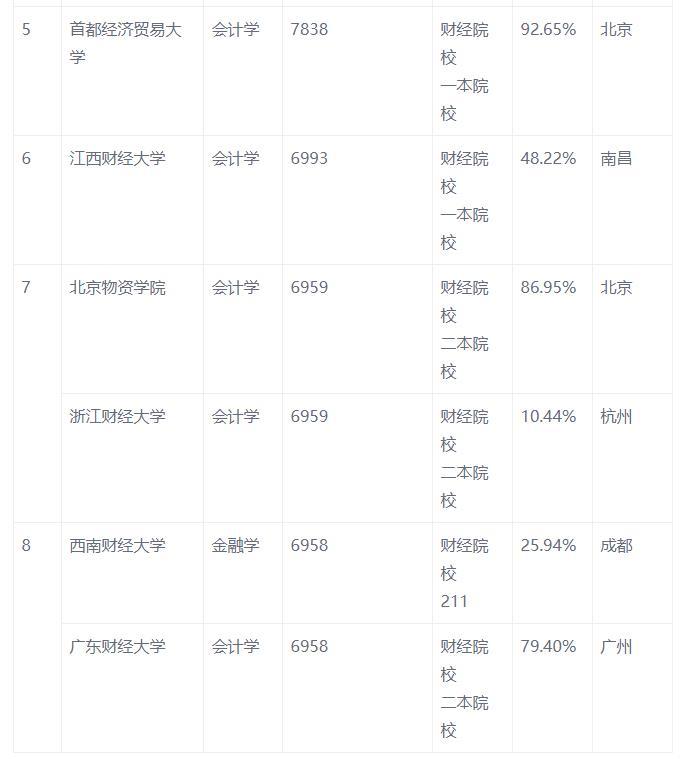 5 首都经济贸易大 会计学 7838 财经院 92.65% 北京
学 校
一本院
校
6 江西财经大学 会计学 6993 财经院 48.22% 南昌
校
一本院
校
7 北京物资学院 会计学 6959 财经院 86.95% 北京
校
二本院
校
浙江财经大学 会计学 6959 财经院 10.44% 杭州
校
二本院
校
8 西南财经大学 金融学 6958 财经院 25.94% 成都
校
211
广东财经大学 会计学 6958 财经院 79.40% 广州
校
二本院
校